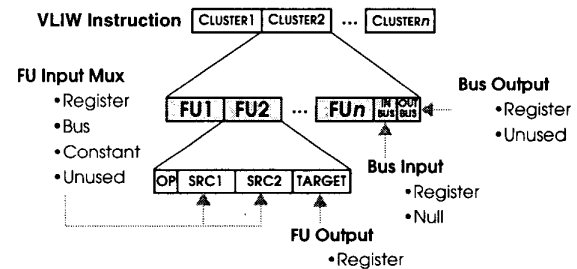 VLIW Instruction CLUSTER1 CLUSTER2 ... CLUSTERn
FU Input Mux
•Register
•Bus
•Constant
•Unused
FU1 FU2 ... FUn IN BUS OUT BUS
Bus Output
•Register
•Unused
OP SRC1 SRC2 TARGET
Bus Input
•Register
•Null
FU Output
•Register